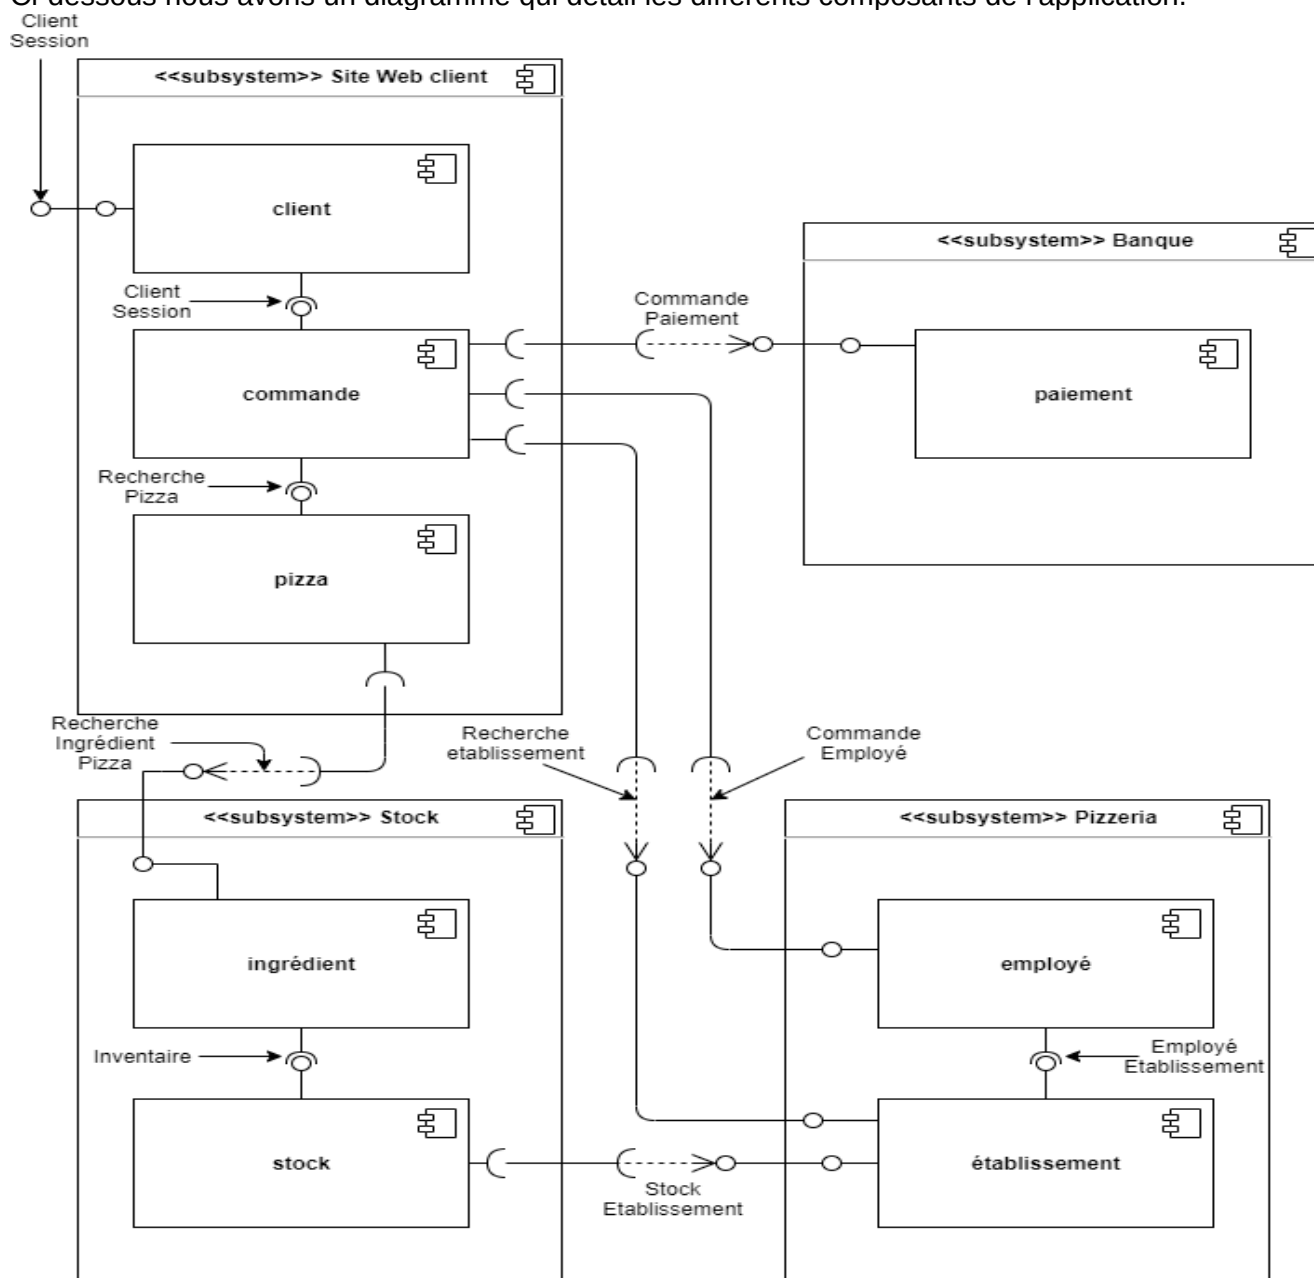 Ci-dessous nous avons un diagramme qui détail les différents composants de l'application.
Client
Session
<<subsystem>> Site Web client
client
<<subsystem>> Banque
Client
Session
Commande
Paiement
commande
paiement
Recherche
Pizza
pizza
Recherche
Ingrédient
Pizza
Recherche
etablissement
Commande
Employé
<<subsystem>> Stock
<<subsystem>> Pizzeria
ingrédient
employé
Inventaire
Employé
Etablissement
stock
établissement
Stock
Etablissement